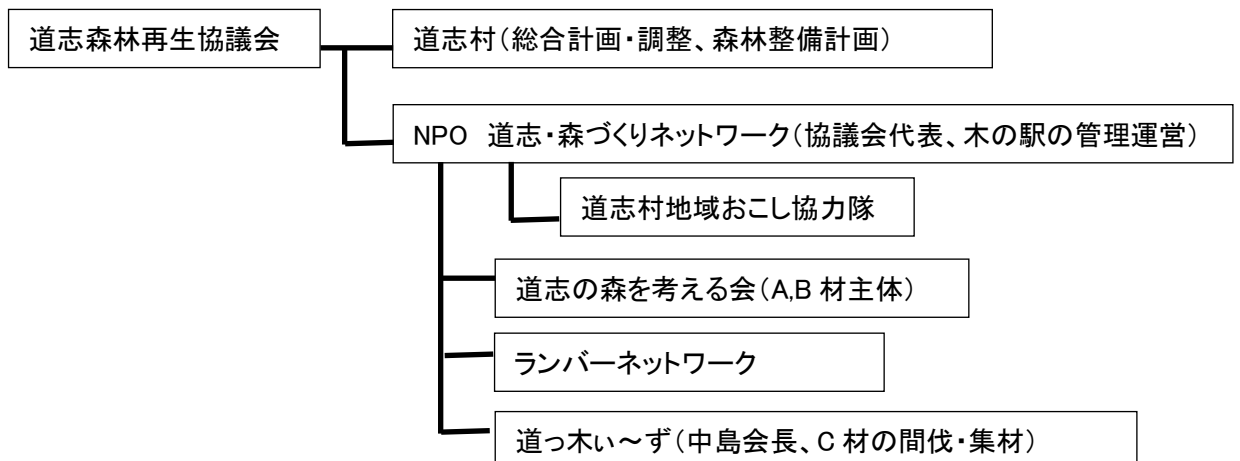 道志森林再生協議会
道志村(総合計画・調整、森林整備計画)
NPO 道志・森づくりネットワーク(協議会代表、木の駅の管理運営)
道志村地域おこし協力隊
道志の森を考える会(A,B 材主体)
ランバーネットワーク
道っ木ぃ～ず(中島会長、C 材の間伐・集材)